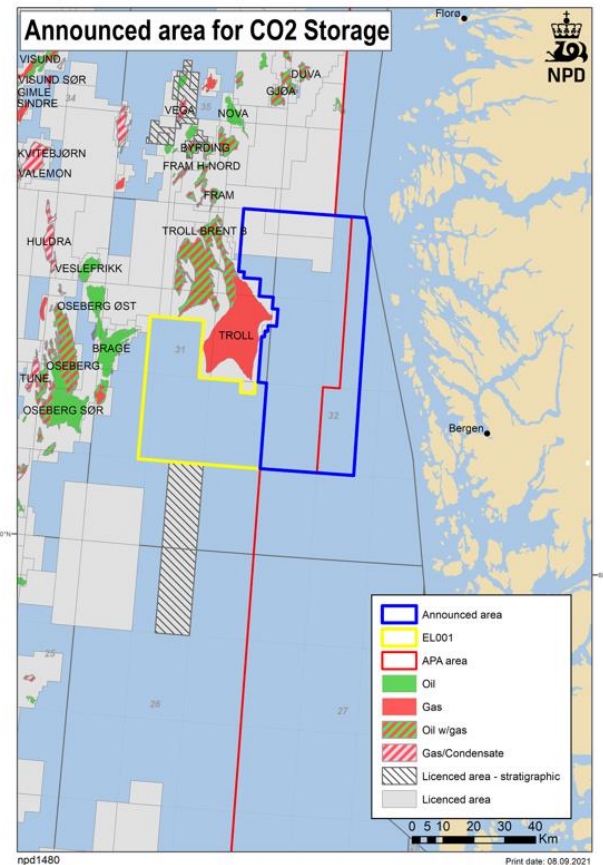 Announced area for CO2 Storage
Florø
NPD
VISUND
VISUND SØR
GIMLE
SINDRE
34
35
VEGA
DUVA
GJØA
NOVA
KVITEBJØRN
VALEMON
BYRDING
FRAM H-NORD
FRAM
HULDRA
TROLL BRENT B
VESLEFRIKK
OSEBERG ØST
BRAGE
31
TROLL
OSEBERG
TUNE
OSEBERG SØR
32
Bergen
25
26
27
Announced area
EL001
APA area
Oil
Gas
Oil w/gas
Gas/Condensate
Licenced area - stratigraphic
Licenced area
0 5 10 20 30 40
Km
npd1480
Print date: 08.09.2021